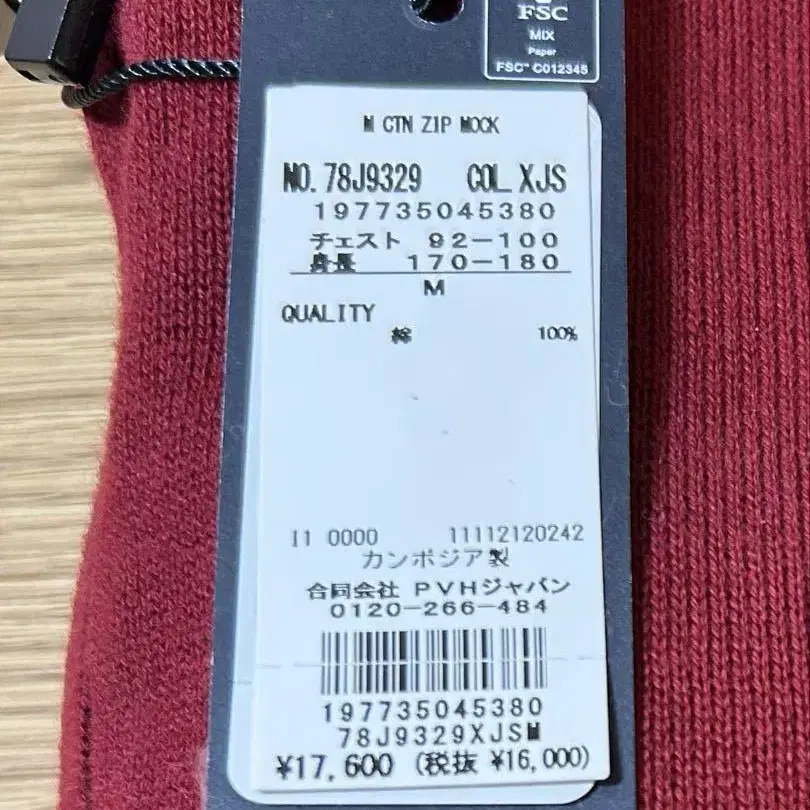 FSC
MIX
Paper
FSC™ C012345
M CTN ZIP MOCK
NO. 78J9329 COL XJS
197735045380
チェスト 92-100
身長 170-180
M
QUALITY
綿 100%
I1 0000 11112120242
カンボジア製
合同会社 PVHジャパン
0120-266-484
197735045380
78J9329XJSM
¥17,600 (税抜 ¥16,000)